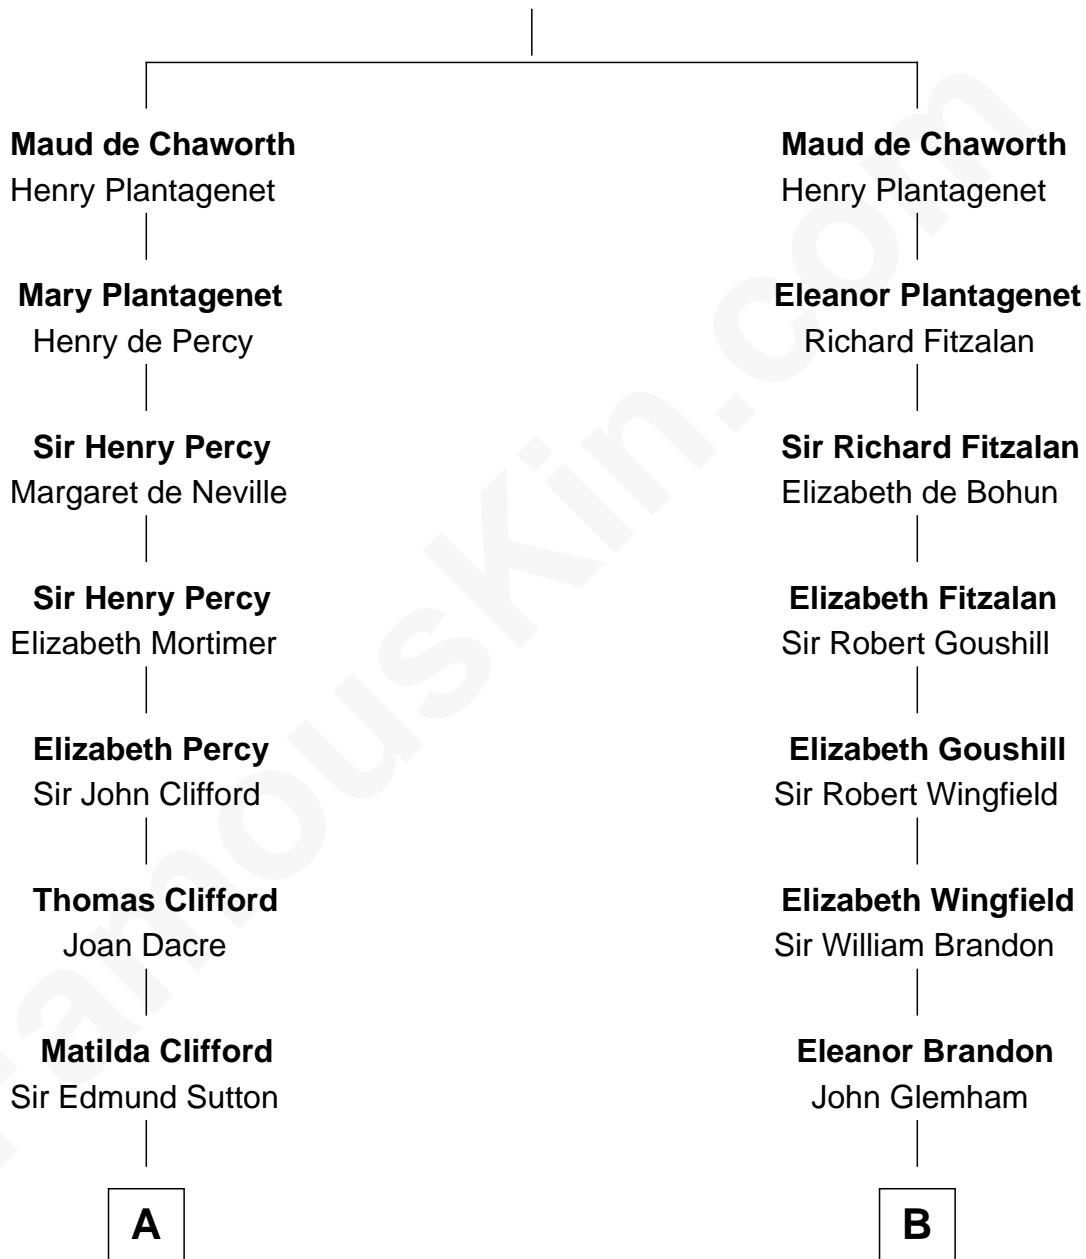 Maud de Chaworth
Henry Plantagenet
Mary Plantagenet
Henry de Percy
Sir Henry Percy
Margaret de Neville
Sir Henry Percy
Elizabeth Mortimer
Elizabeth Percy
Sir John Clifford
Thomas Clifford
Joan Dacre
Matilda Clifford
Sir Edmund Sutton
A
Maud de Chaworth
Henry Plantagenet
Eleanor Plantagenet
Richard Fitzalan
Sir Richard Fitzalan
Elizabeth de Bohun
Elizabeth Fitzalan
Sir Robert Goushill
Elizabeth Goushill
Sir Robert Wingfield
Elizabeth Wingfield
Sir William Brandon
Eleanor Brandon
John Glemham
B
FamousKin.com